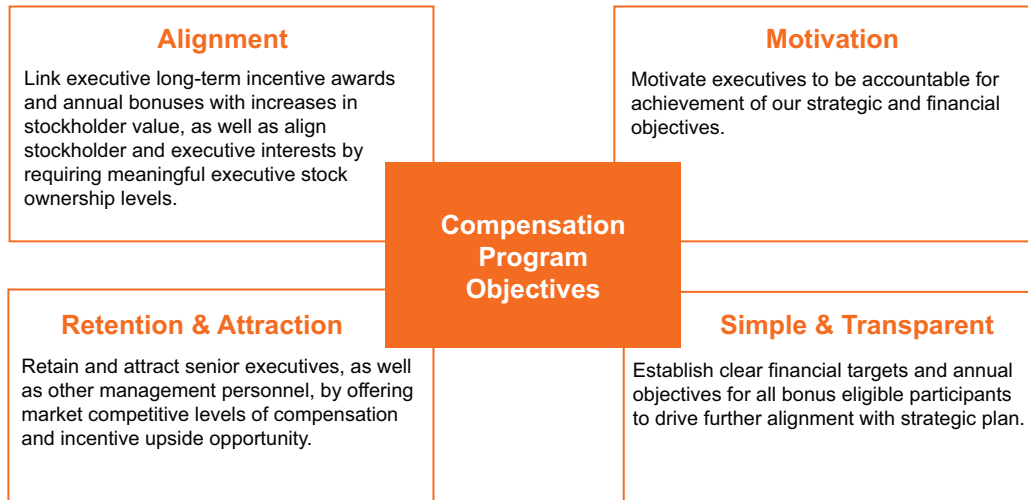 Alignment
Link executive long-term incentive awards
and annual bonuses with increases in
stockholder value, as well as align
stockholder and executive interests by
requiring meaningful executive stock
ownership levels.
Motivation
Motivate executives to be accountable for
achievement of our strategic and financial
objectives.
Compensation
Program
Objectives
Retention & Attraction
Retain and attract senior executives, as well
as other management personnel, by offering
market competitive levels of compensation
and incentive upside opportunity.
Simple & Transparent
Establish clear financial targets and annual
objectives for all bonus eligible participants
to drive further alignment with strategic plan.